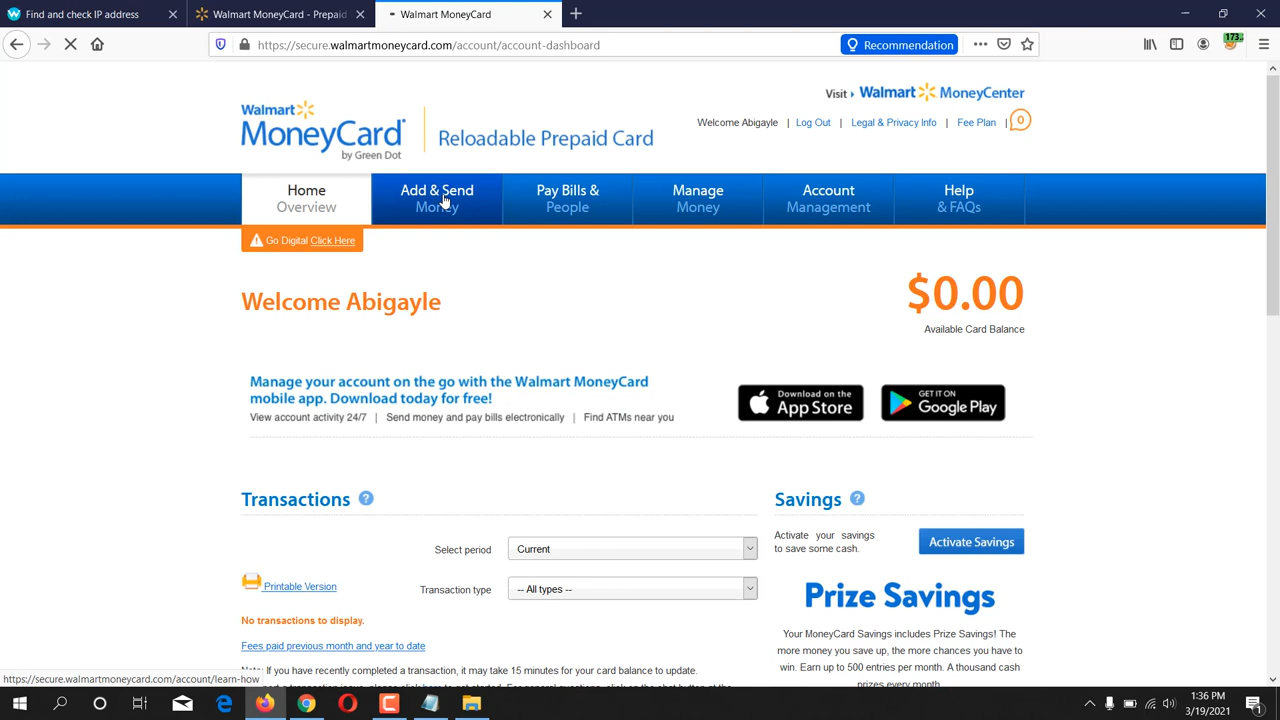 Find and check IP address
Walmart MoneyCard - Prepaid
Walmart MoneyCard
https://secure.walmartmoneycard.com/account/account-dashboard
Recommendation
173..
Visit Walmart MoneyCenter
Walmart
MoneyCard
by Green Dot
Reloadable Prepaid Card
Welcome Abigayle | Log Out | Legal & Privacy Info | Fee Plan | 0
Home
Overview
Add & Send
Money
Pay Bills &
People
Manage
Money
Account
Management
Help
& FAQs
Go Digital Click Here
Welcome Abigayle
$0.00
Available Card Balance
Manage your account on the go with the Walmart MoneyCard
mobile app. Download today for free!
View account activity 24/7 | Send money and pay bills electronically | Find ATMs near you
Download on the
App Store
GET IT ON
Google Play
Transactions ?
Select period
Current
Printable Version
Transaction type
-- All types --
No transactions to display.
Fees paid previous month and year to date
Note: If you have recently completed a transaction, it may take 15 minutes for your card balance to update.
Savings ?
Activate your savings
to save some cash.
Activate Savings
Prize Savings
Your MoneyCard Savings includes Prize Savings! The
more money you save up, the more chances you have to
win. Earn up to 500 entries per month. A thousand cash
prizes every month.
https://secure.walmartmoneycard.com/account/learn-how
1:36 PM
3/19/2021
1